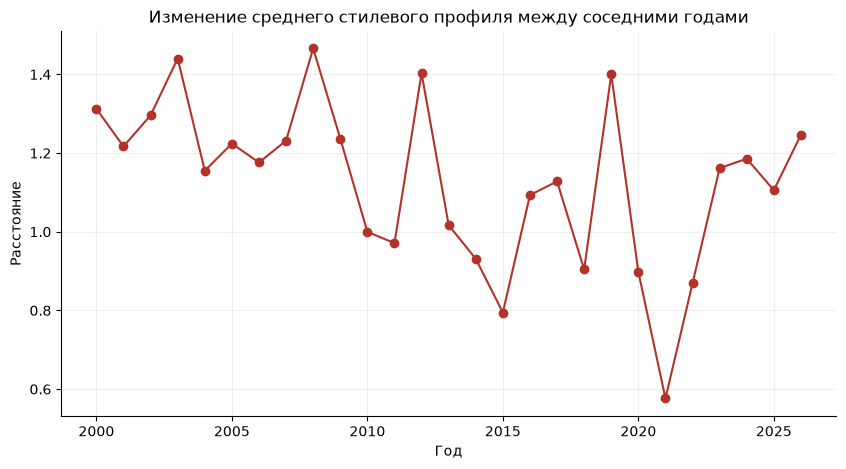 Изменение среднего стилевого профиля между соседними годами
Расстояние
1.4
1.2
1.0
0.8
0.6
2000 2005 2010 2015 2020 2025
Год